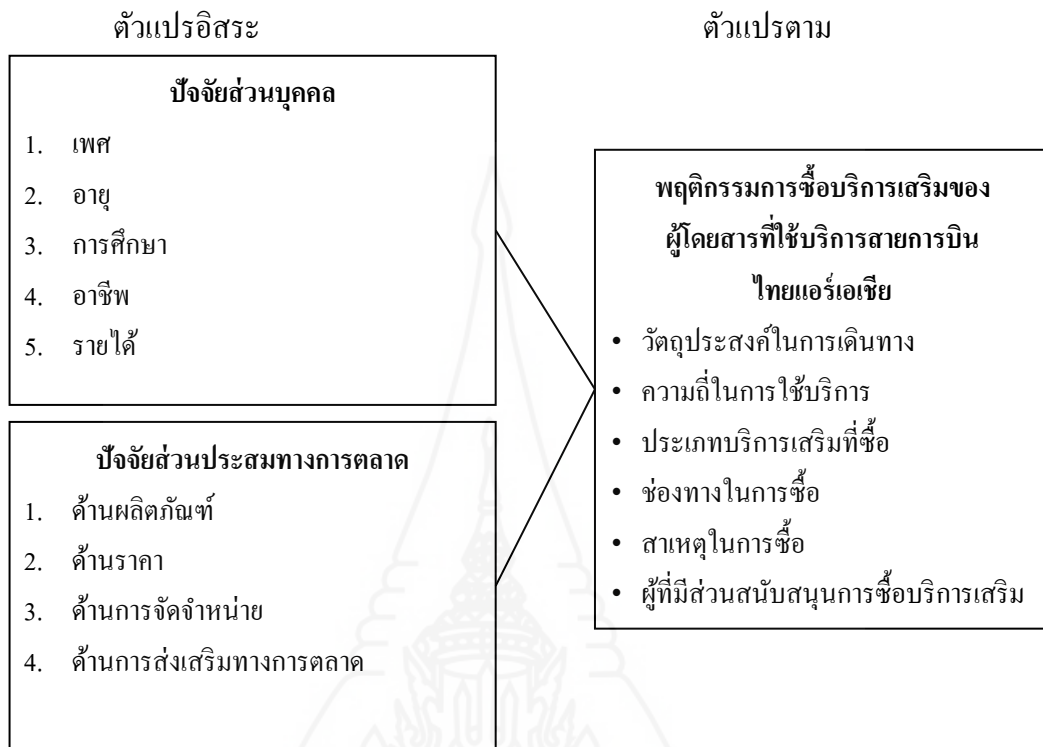 ตัวแปรอิสระ
ตัวแปรตาม
ปัจจัยส่วนบุคคล
1. เพศ
2. อายุ
3. การศึกษา
4. อาชีพ
5. รายได้
ปัจจัยส่วนประสมทางการตลาด
1. ด้านผลิตภัณฑ์
2. ด้านราคา
3. ด้านการจัดจำหน่าย
4. ด้านการส่งเสริมทางการตลาด
พฤติกรรมการซื้อบริการเสริมของ
ผู้โดยสารที่ใช้บริการสายการบิน
ไทยแอร์เอเชีย
• วัตถุประสงค์ในการเดินทาง
• ความถี่ในการใช้บริการ
• ประเภทบริการเสริมที่ซื้อ
• ช่องทางในการซื้อ
• สาเหตุในการซื้อ
• ผู้ที่มีส่วนสนับสนุนการซื้อบริการเสริม